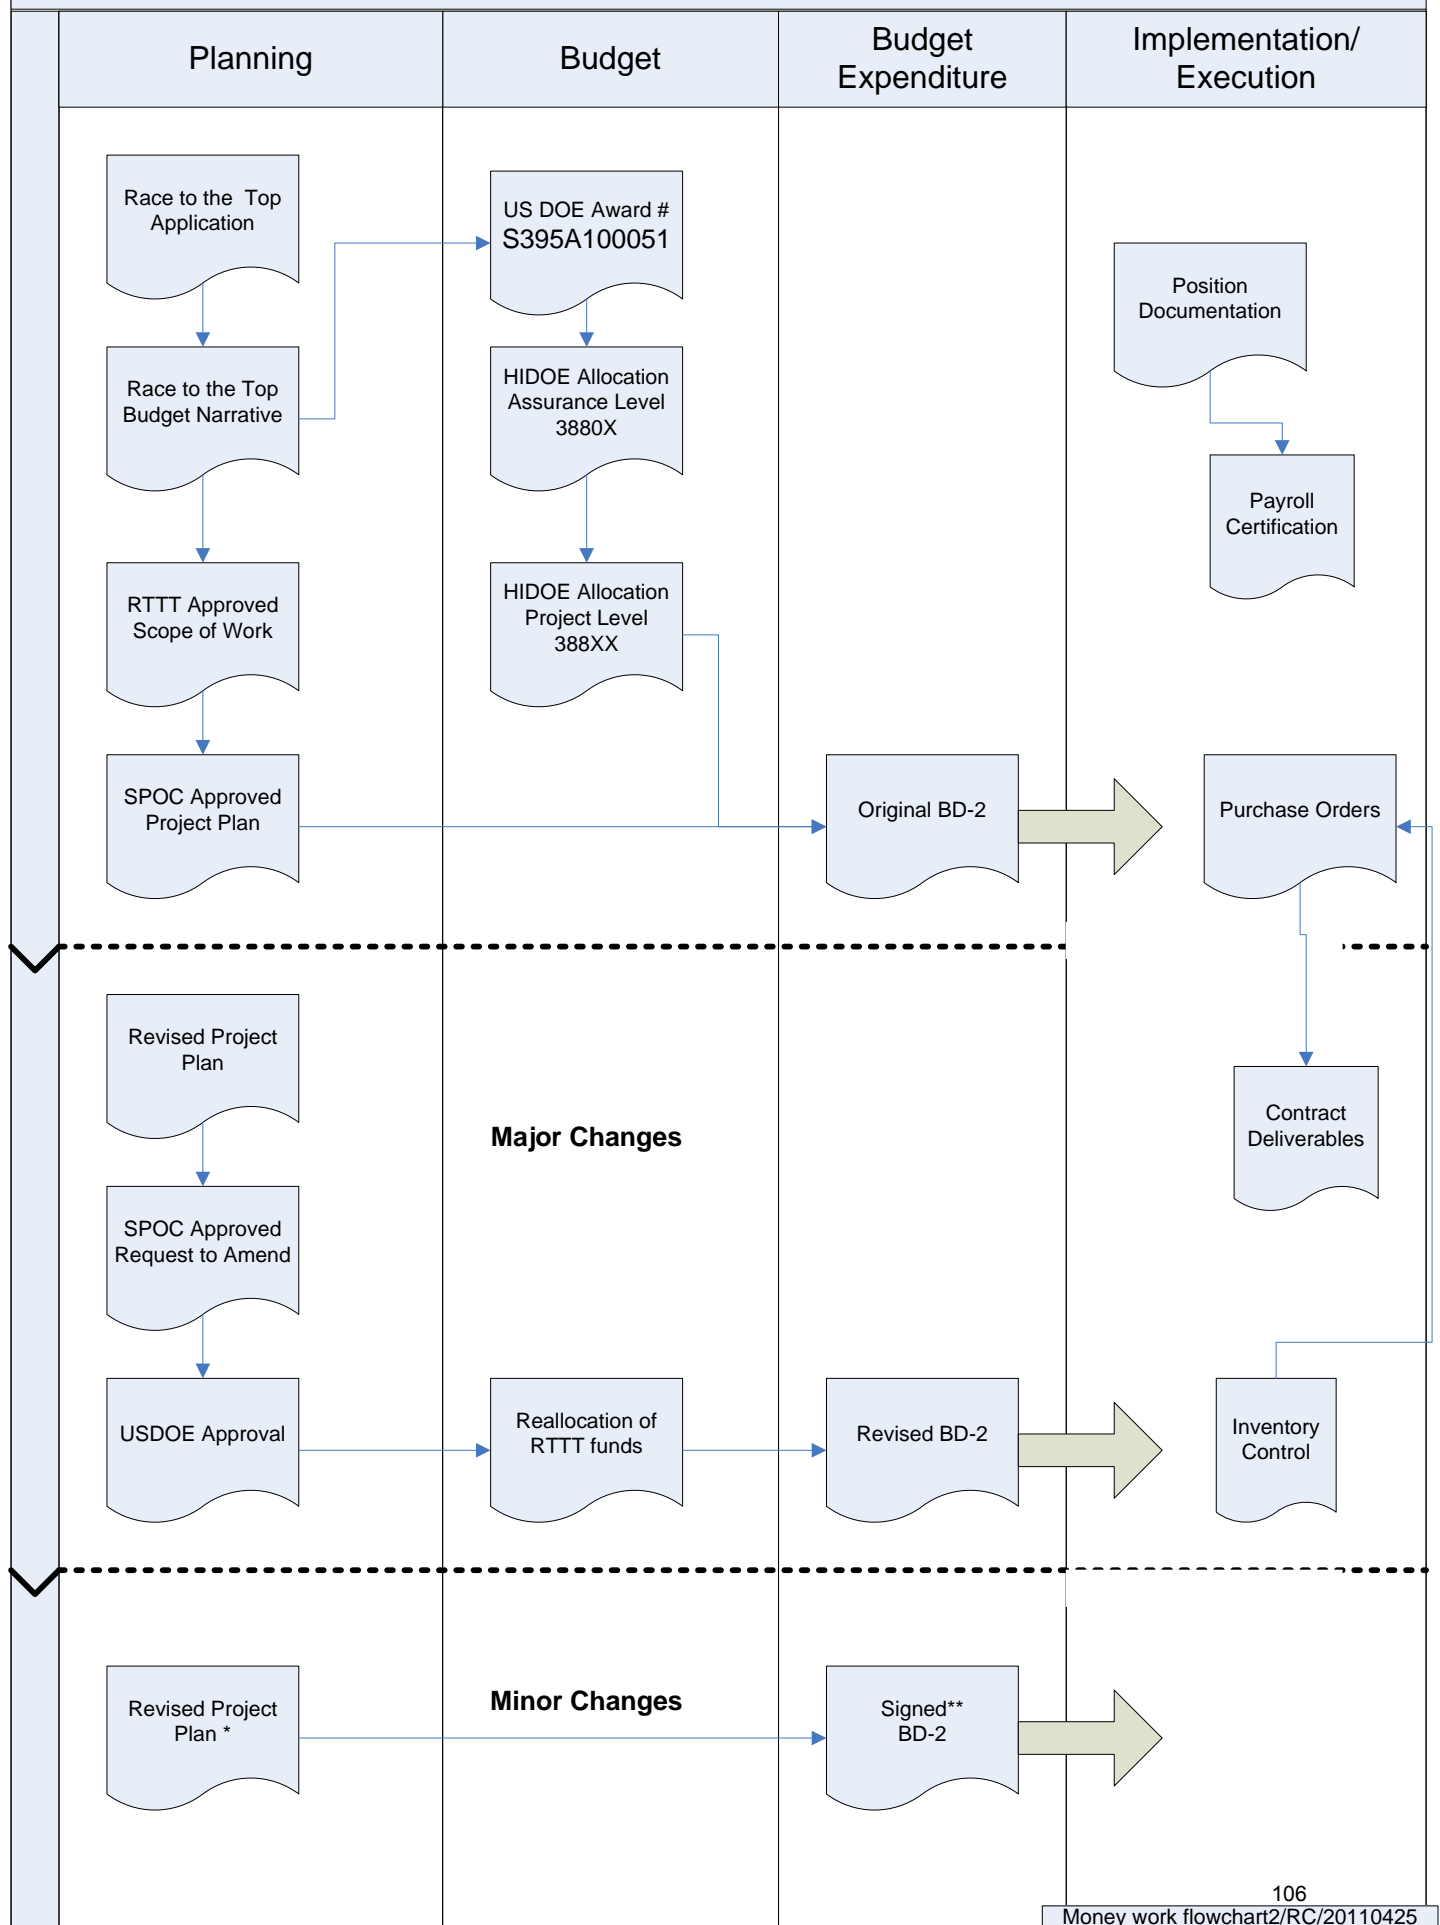 Planning
Budget
Budget
Expenditure
Implementation/
Execution
Race to the Top
Application
US DOE Award #
S395A100051
Position
Documentation
Race to the Top
Budget Narrative
HIDOE Allocation
Assurance Level
3880X
Payroll
Certification
RTTT Approved
Scope of Work
HIDOE Allocation
Project Level
388XX
SPOC Approved
Project Plan
Original BD-2
Purchase Orders
Revised Project
Plan
Major Changes
Contract
Deliverables
SPOC Approved
Request to Amend
USDOE Approval
Reallocation of
RTTT funds
Revised BD-2
Inventory
Control
Revised Project
Plan *
Minor Changes
Signed**
BD-2
106
Money work flowchart2/RC/20110425